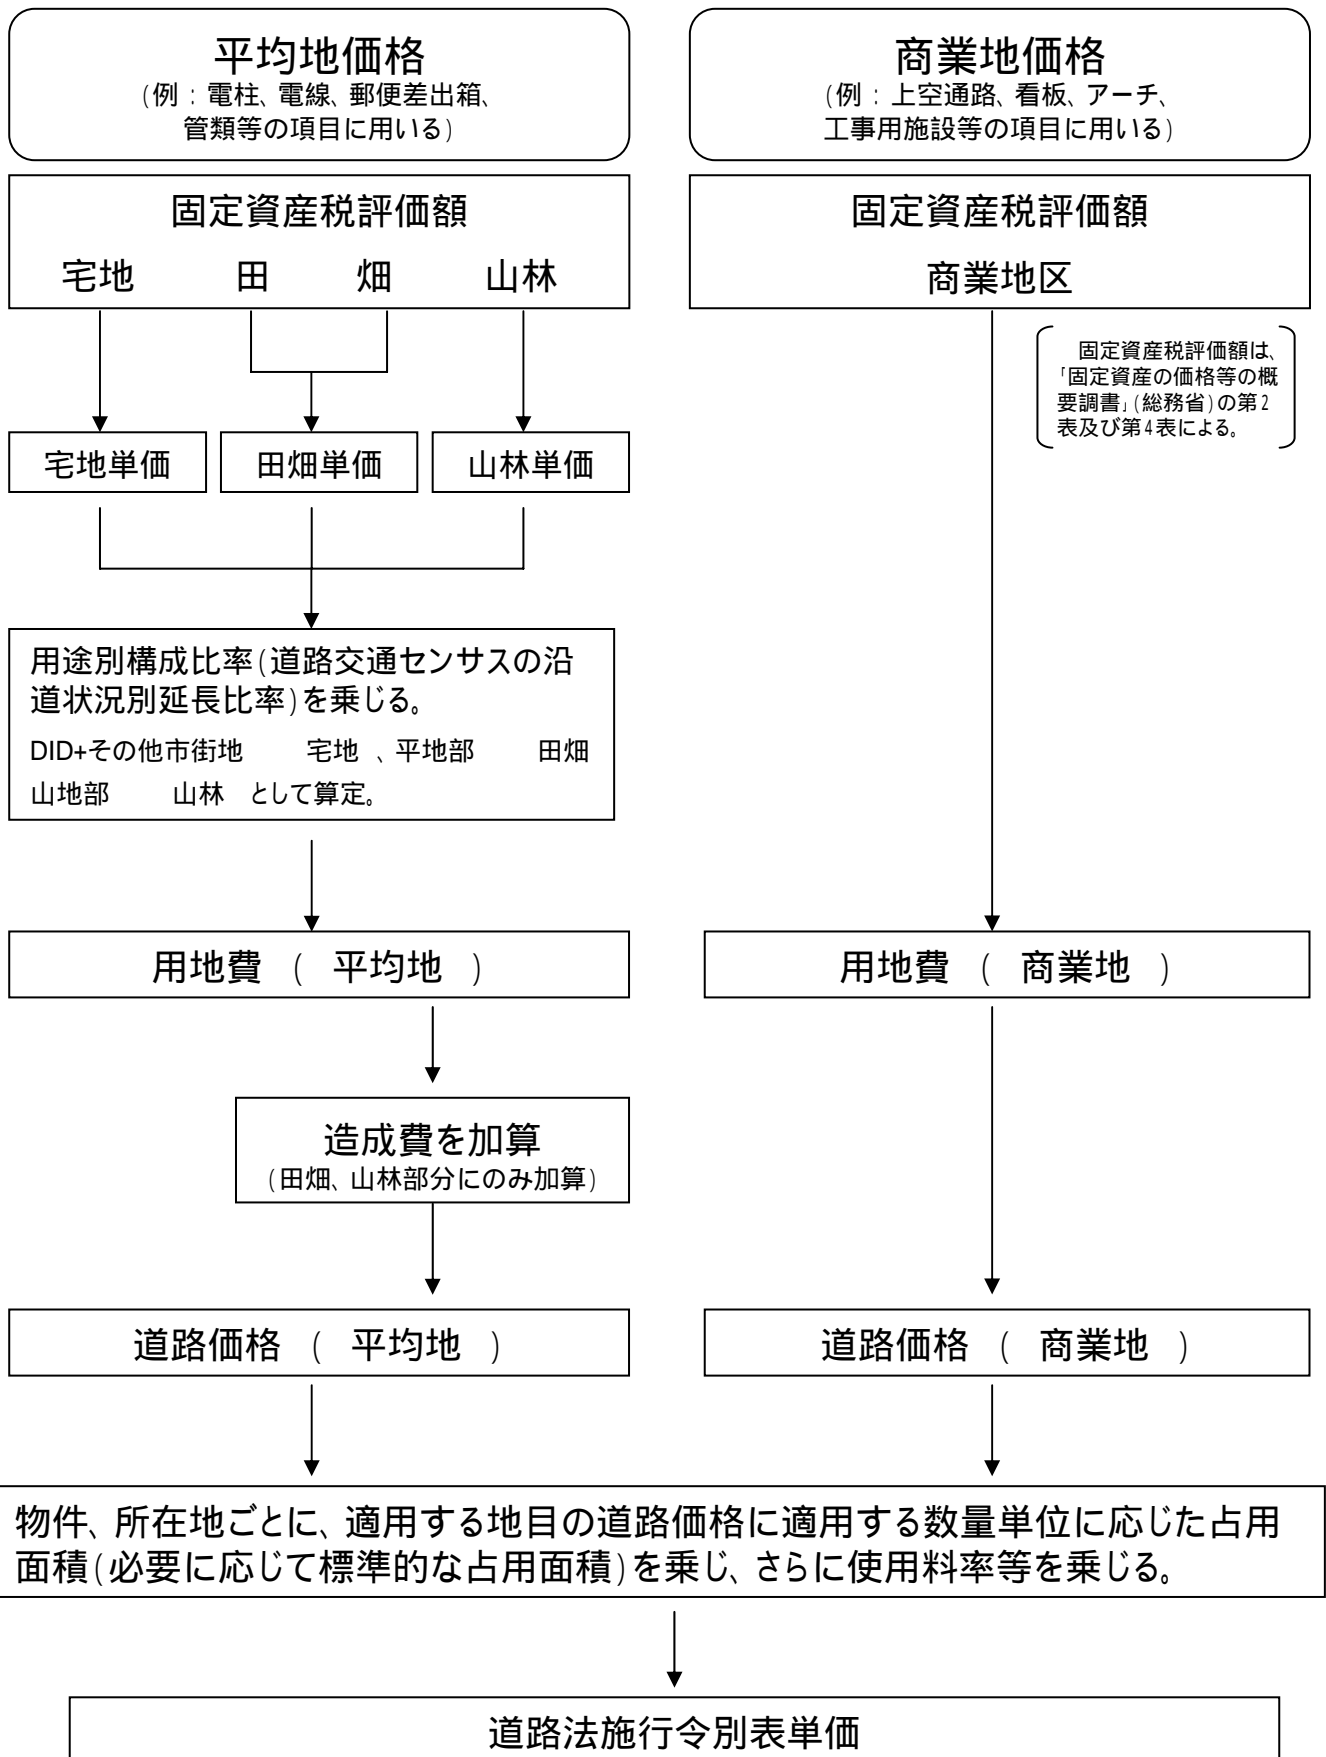 平均地価格
(例：電柱、電線、郵便差出箱、
管類等の項目に用いる)
商業地価格
(例：上空通路、看板、アーチ、
工事用施設等の項目に用いる)
固定資産税評価額
宅地　田　畑　山林
固定資産税評価額
商業地区
固定資産税評価額は、
「固定資産の価格等の概
要調書」(総務省)の第2
表及び第4表による。
宅地単価
田畑単価
山林単価
用途別構成比率(道路交通センサスの沿
道状況別延長比率)を乗じる。
DID+その他市街地　宅地　、平地部　田畑
山地部　山林　として算定。
用地費　(　平均地　)
用地費　(　商業地　)
造成費を加算
(田畑、山林部分にのみ加算)
道路価格　(　平均地　)
道路価格　(　商業地　)
物件、所在地ごとに、適用する地目の道路価格に適用する数量単位に応じた占用
面積(必要に応じて標準的な占用面積)を乗じ、さらに使用料率等を乗じる。
道路法施行令別表単価